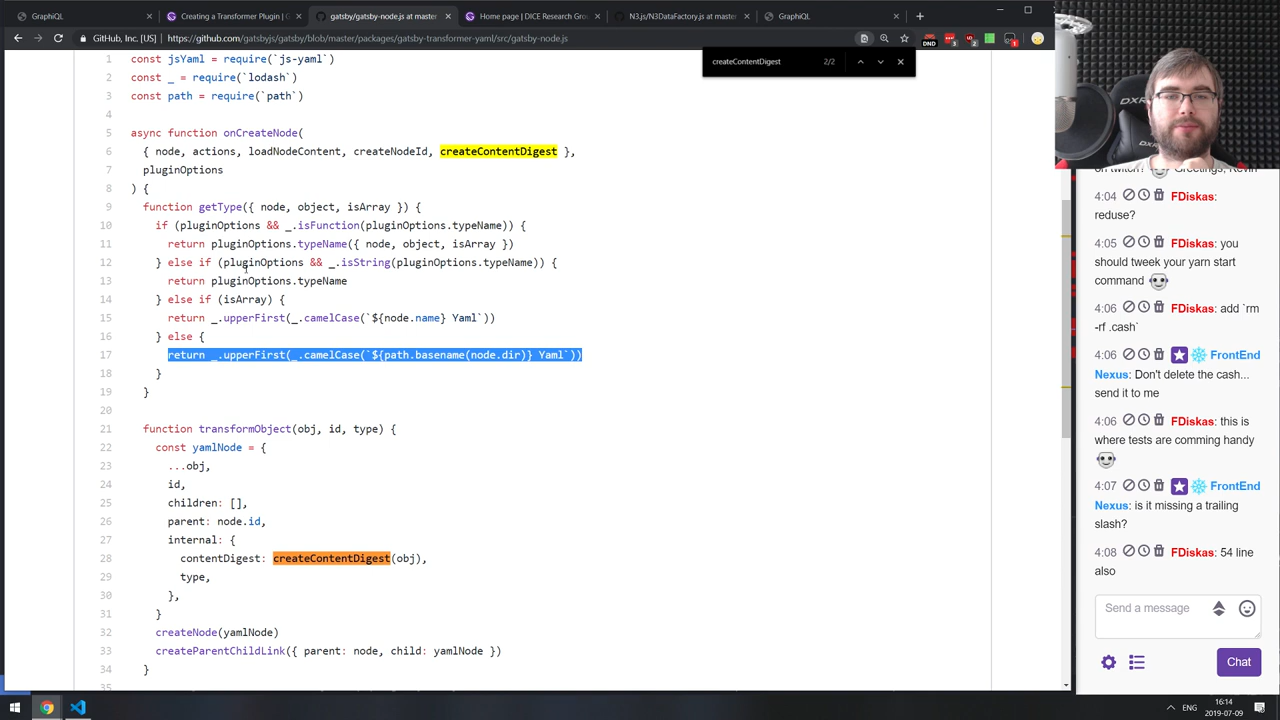 GraphiQL
Creating a Transformer Plugin | G
gatsby/gatsby-node.js at master
Home page | DICE Research Grou
N3.js/N3DataFactory.js at master
GraphiQL
GitHub, Inc. [US]
https://github.com/gatsbyjs/gatsby/blob/master/packages/gatsby-transformer-yaml/src/gatsby-node.js
createContentDigest 2/2
1 const jsYaml = require(`js-yaml`)
2 const _ = require(`lodash`)
3 const path = require(`path`)
4
5 async function onCreateNode(
6 { node, actions, loadNodeContent, createNodeId, createContentDigest },
7 pluginOptions
8 ) {
9 function getType({ node, object, isArray }) {
10 if (pluginOptions && _.isFunction(pluginOptions.typeName)) {
11 return pluginOptions.typeName({ node, object, isArray })
12 } else if (pluginOptions && _.isString(pluginOptions.typeName)) {
13 return pluginOptions.typeName
14 } else if (isArray) {
15 return _.upperFirst(_.camelCase(`${node.name} Yaml`))
16 } else {
17 return _.upperFirst(_.camelCase(`${path.basename(node.dir)} Yaml`))
18 }
19 }
20
21 function transformObject(obj, id, type) {
22 const yamlNode = {
23 ...obj,
24 id,
25 children: [],
26 parent: node.id,
27 internal: {
28 contentDigest: createContentDigest(obj),
29 type,
30 },
31 }
32 createNode(yamlNode)
33 createParentChildLink({ parent: node, child: yamlNode })
34 }
35
DND
DXR
on twitch? Greetings, Kevin
4:04 FDiskas:
reduse?
4:05 FDiskas: you
should tweek your yarn start
command
4:06 FDiskas: add `rm
-rf .cash`
4:06 FrontEnd
Nexus: Don't delete the cash...
send it to me
4:06 FDiskas: this is
where tests are comming handy
4:07 FrontEnd
Nexus: is it missing a trailing
slash?
4:08 FDiskas: 54 line
also
Send a message
Chat
ENG
16:14
2019-07-09